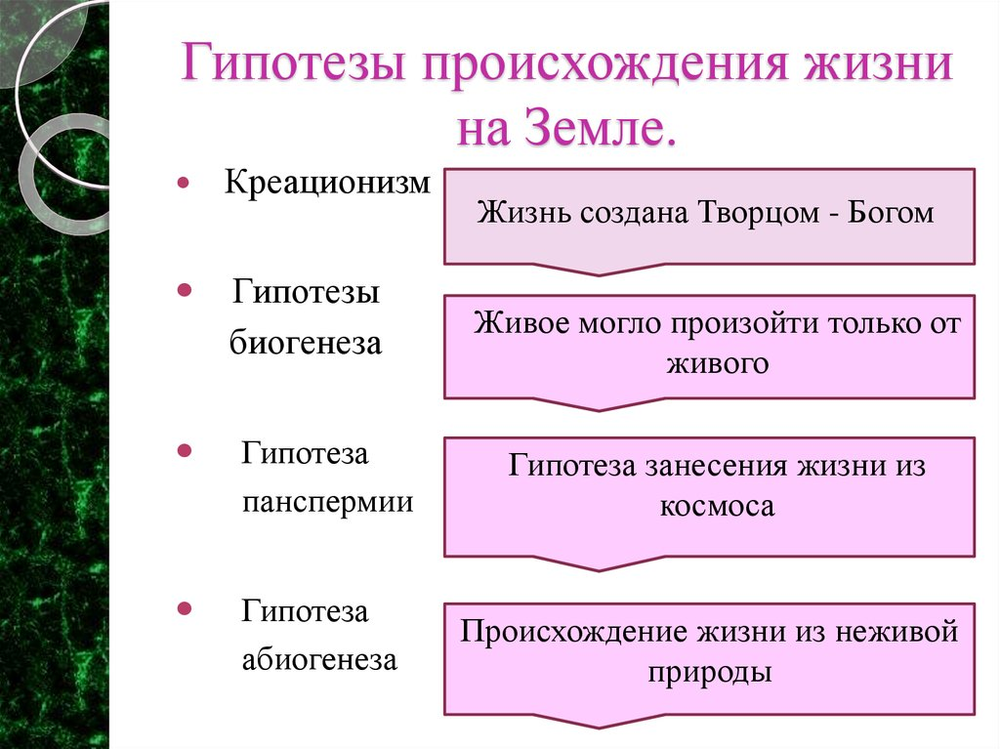 Гипотезы происхождения жизни
на Земле.
Креационизм
Жизнь создана Творцом - Богом
Гипотезы
биогенеза
Живое могло произойти только от
живого
Гипотеза
панспермии
Гипотеза занесения жизни из
космоса
Гипотеза
абиогенеза
Происхождение жизни из неживой
природы